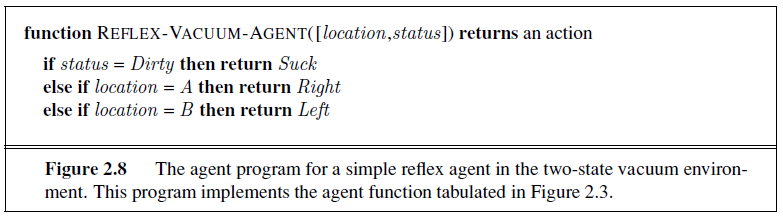 function REFLEX-VACUUM-AGENT([location,status]) returns an action
if status = Dirty then return Suck
else if location = A then return Right
else if location = B then return Left
Figure 2.8 The agent program for a simple reflex agent in the two-state vacuum environ-
ment. This program implements the agent function tabulated in Figure 2.3.